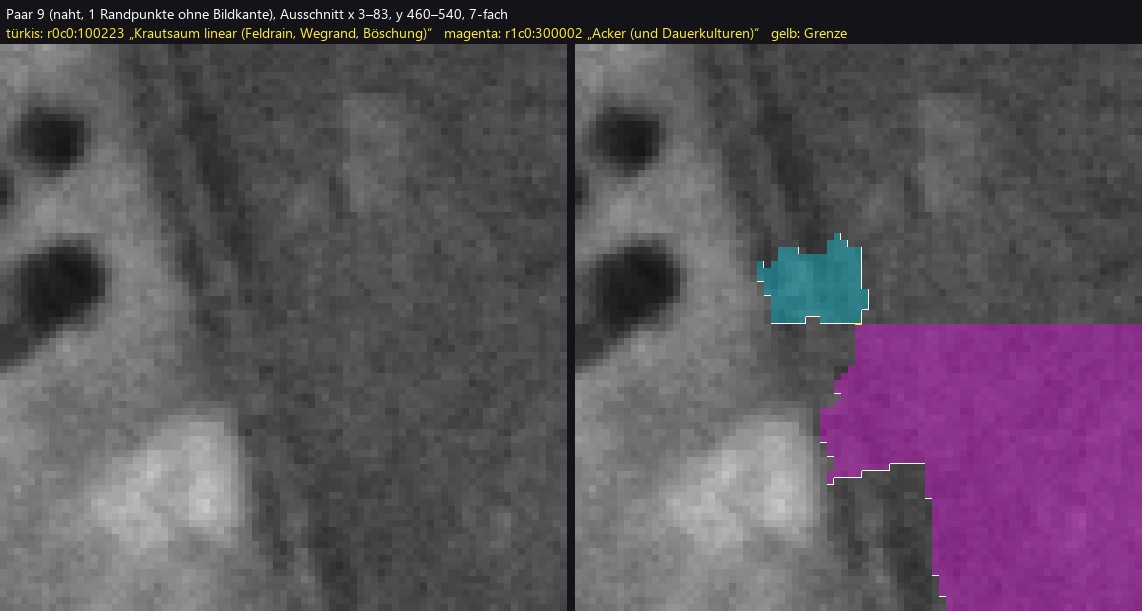 Paar 9 (naht, 1 Randpunkte ohne Bildkante), Ausschnitt x 3–83, y 460–540, 7-fach
türkis: r0c0:100223 „Krautsaum linear (Feldrain, Wegrand, Böschung)“ magenta: r1c0:300002 „Acker (und Dauerkulturen)“ gelb: Grenze